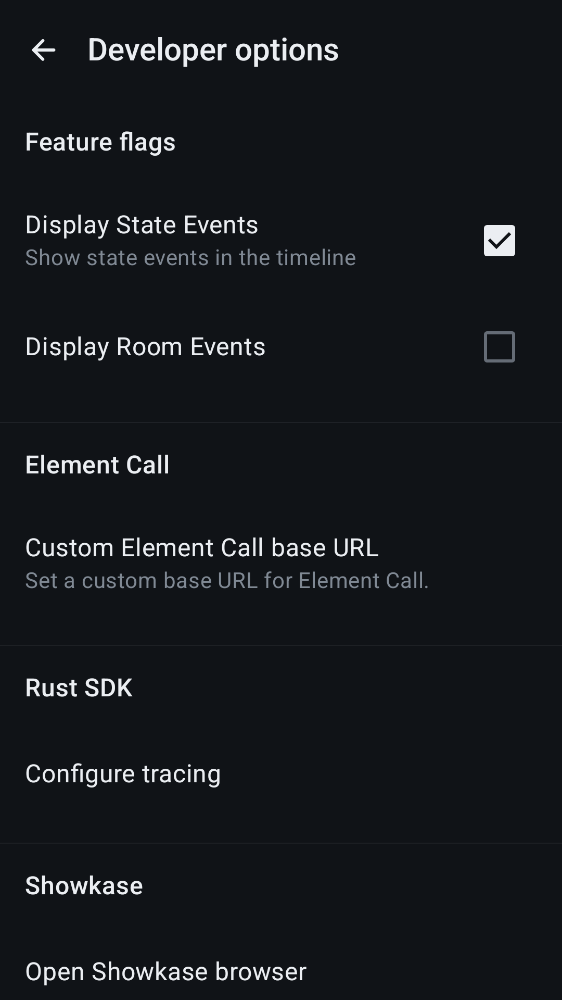 Developer options
Feature flags
Display State Events
Show state events in the timeline
Display Room Events
Element Call
Custom Element Call base URL
Set a custom base URL for Element Call.
Rust SDK
Configure tracing
Showkase
Open Showkase browser